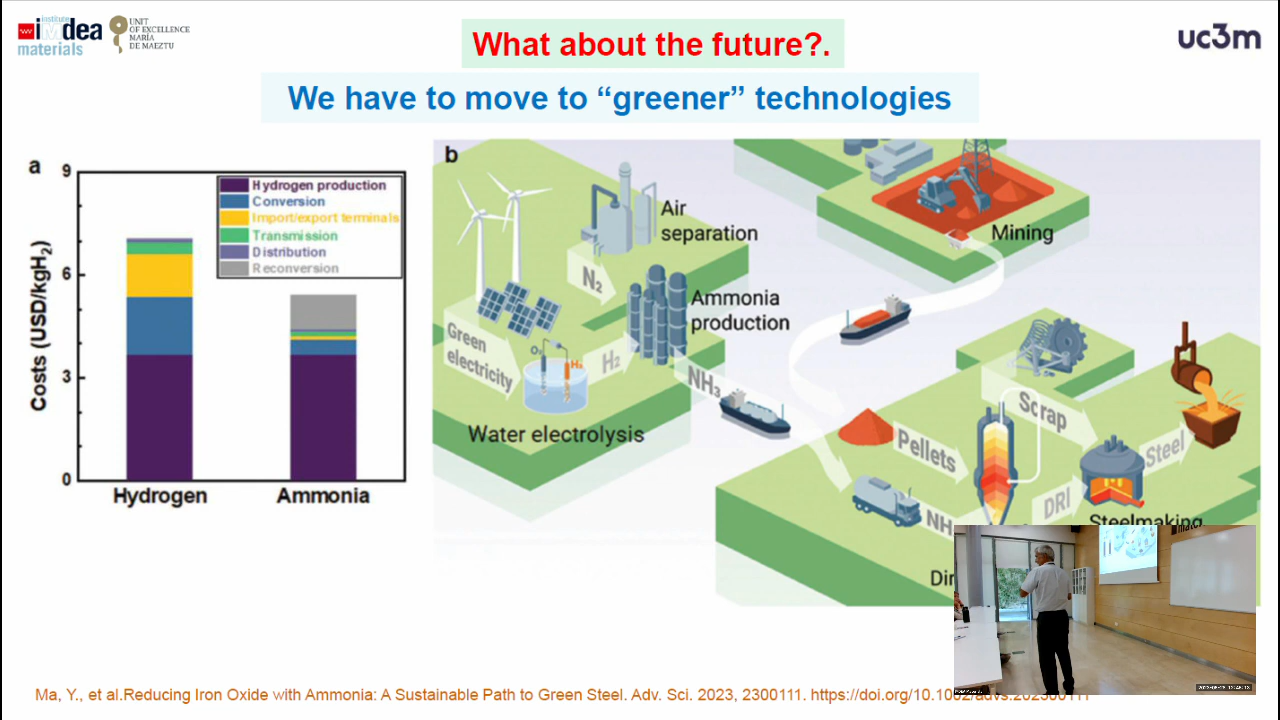 institute
iMdea
materials
UNIT
OF EXCELLENCE
MARÍA
DE MAEZTU
What about the future?.
uc3m
We have to move to “greener” technologies
a
9
6
3
0
Costs (USD/kgH₂)
Hydrogen production
Conversion
Import/export terminals
Transmission
Distribution
Reconversion
Hydrogen
Ammonia
b
Air
separation
Mining
N₂
Ammonia
production
Green
electricity
O₂
H₂
H₂
NH₃
Water electrolysis
Scrap
Pellets
Steel
DRI
NH
Steelmaking
Dir
Ma, Y., et al.Reducing Iron Oxide with Ammonia: A Sustainable Path to Green Steel. Adv. Sci. 2023, 2300111. https://doi.org/10.1002/advs.202300111